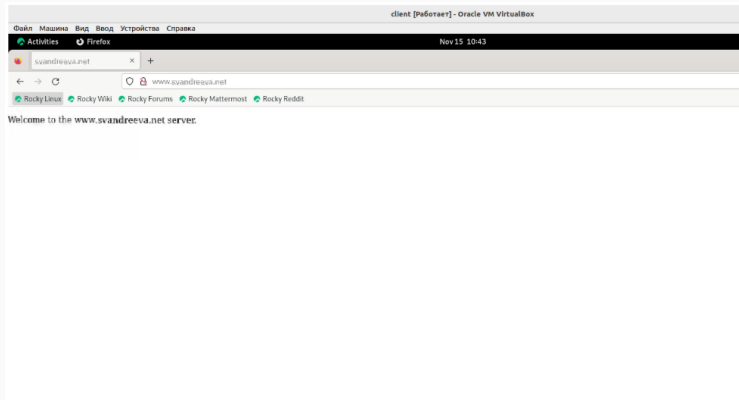 client [Работает] - Oracle VM VirtualBox
Файл Машина Вид Ввод Устройства Справка
Activities Firefox Nov 15 10:43
svandreeva.net × +
www.svandreeva.net
Rocky Linux Rocky Wiki Rocky Forums Rocky Mattermost Rocky Reddit
Welcome to the www.svandreeva.net server.